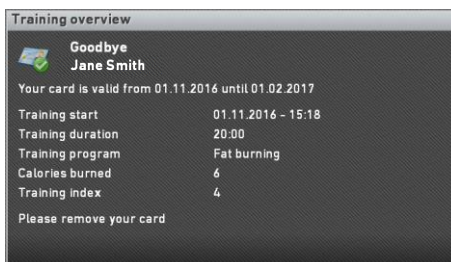 Training overview
Goodbye
Jane Smith
Your card is valid from 01.11.2016 until 01.02.2017
Training start 01.11.2016 - 15:18
Training duration 20:00
Training program Fat burning
Calories burned 6
Training index 4
Please remove your card